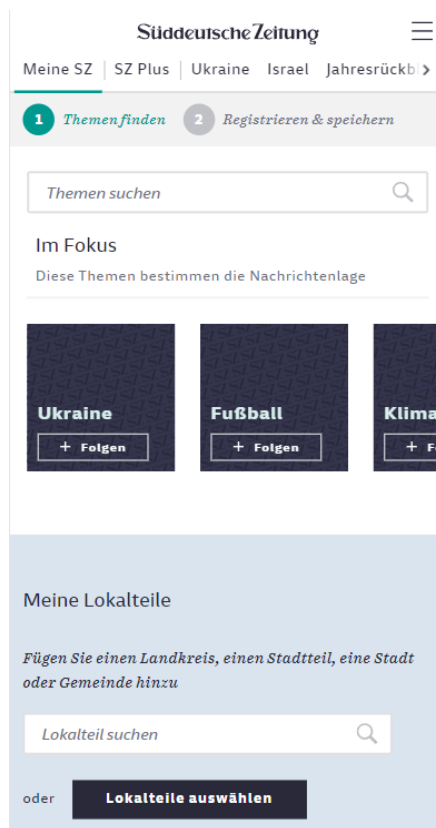 Süddeutsche Zeitung
Meine SZ SZ Plus Ukraine Israel
1 Themen finden 2 Registrieren & speichern
Themen suchen
Im Fokus
Diese Themen bestimmen die Nachrichtenlage
Ukraine Fußball
+ Folgen + Folgen
Meine Lokalteile
Fügen Sie einen Landkreis, einen Stadtteil, eine Stadt
oder Gemeinde hinzu
Lokalteil suchen
oder Lokalteile auswählen